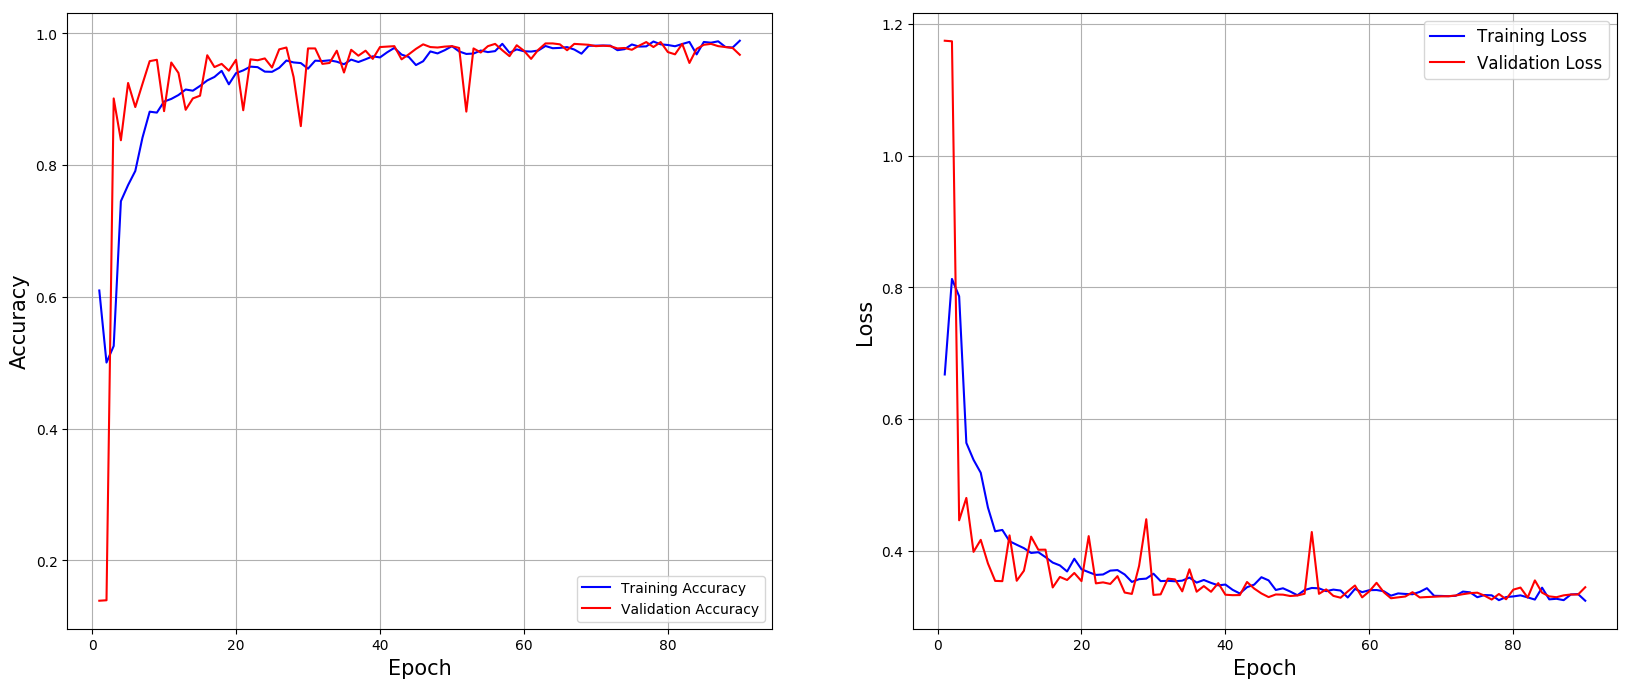 1.0
0.8
0.6
0.4
0.2
Accuracy
0
20
40
60
80
Epoch
Training Accuracy
Validation Accuracy
1.2
1.0
0.8
0.6
0.4
Loss
0
20
40
60
80
Epoch
Training Loss
Validation Loss